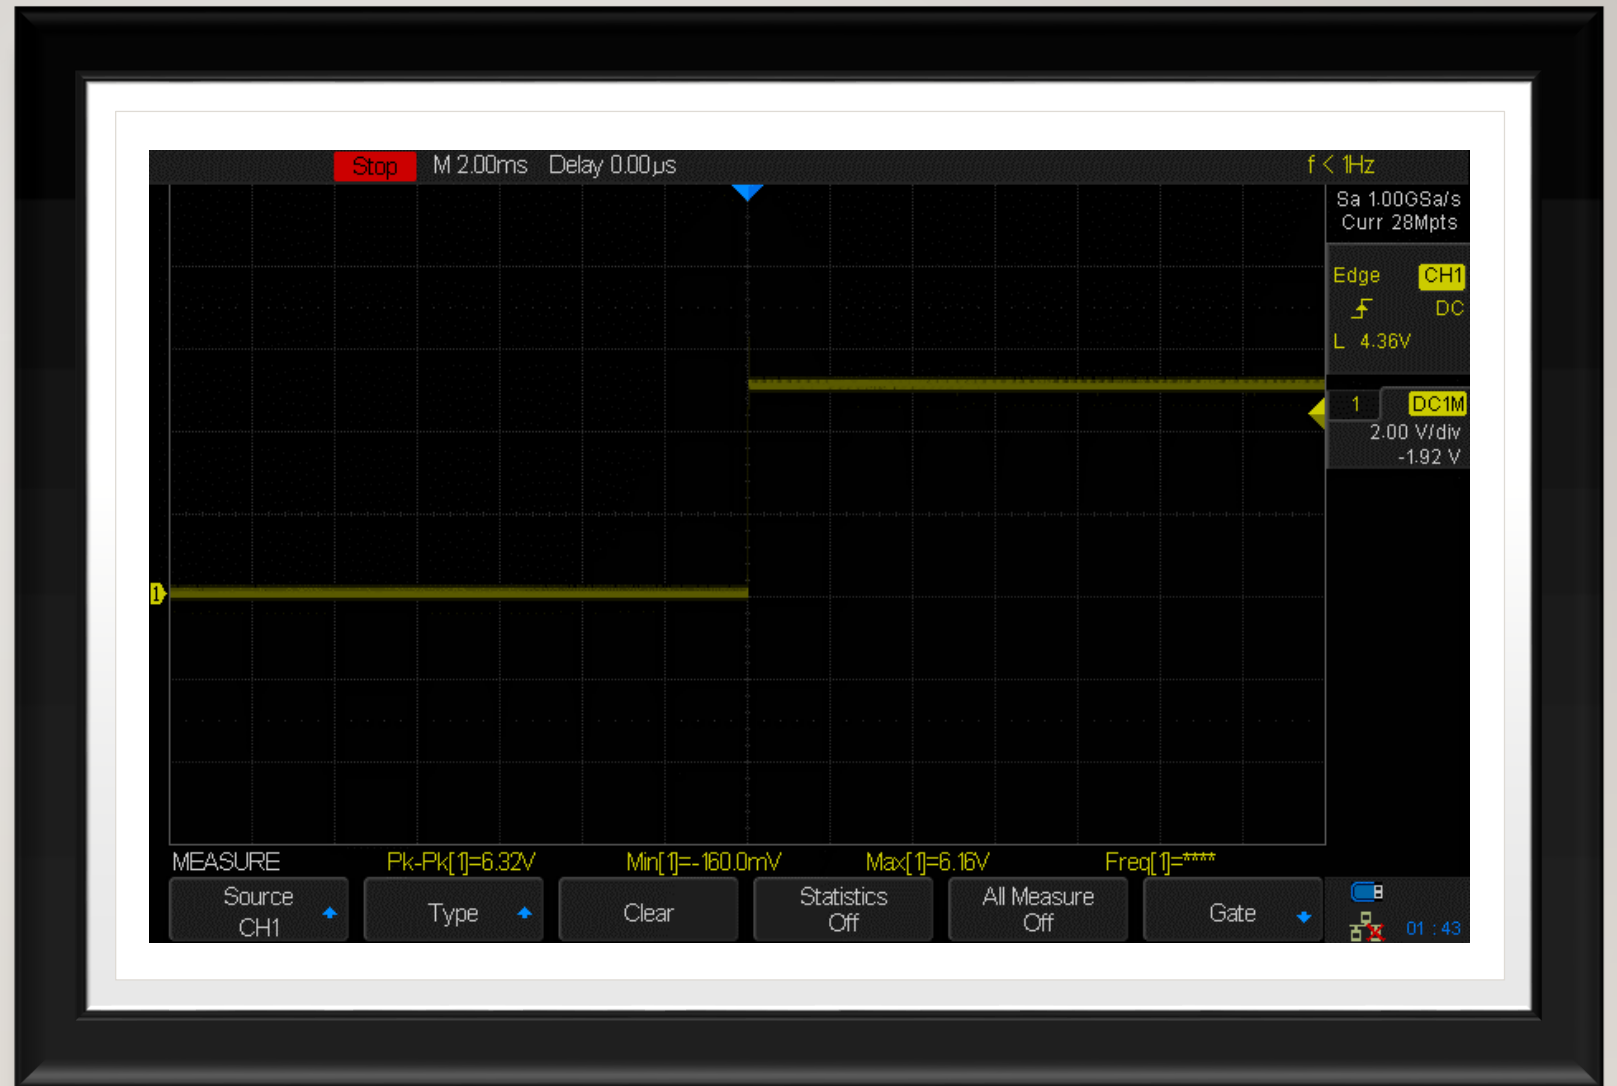 Stop M 2.00ms Delay 0.00µs f < 1Hz
Sa 1.00GSa/s
Curr 28Mpts
Edge CH1
DC
L 4.36V
1 DC1M
2.00 V/div
-1.92 V
1
MEASURE Pk-Pk[1]=6.32V Min[1]=-160.0mV Max[1]=6.16V Freq[1]=****
Source
CH1
Type
Clear
Statistics
Off
All Measure
Off
Gate
01 : 43